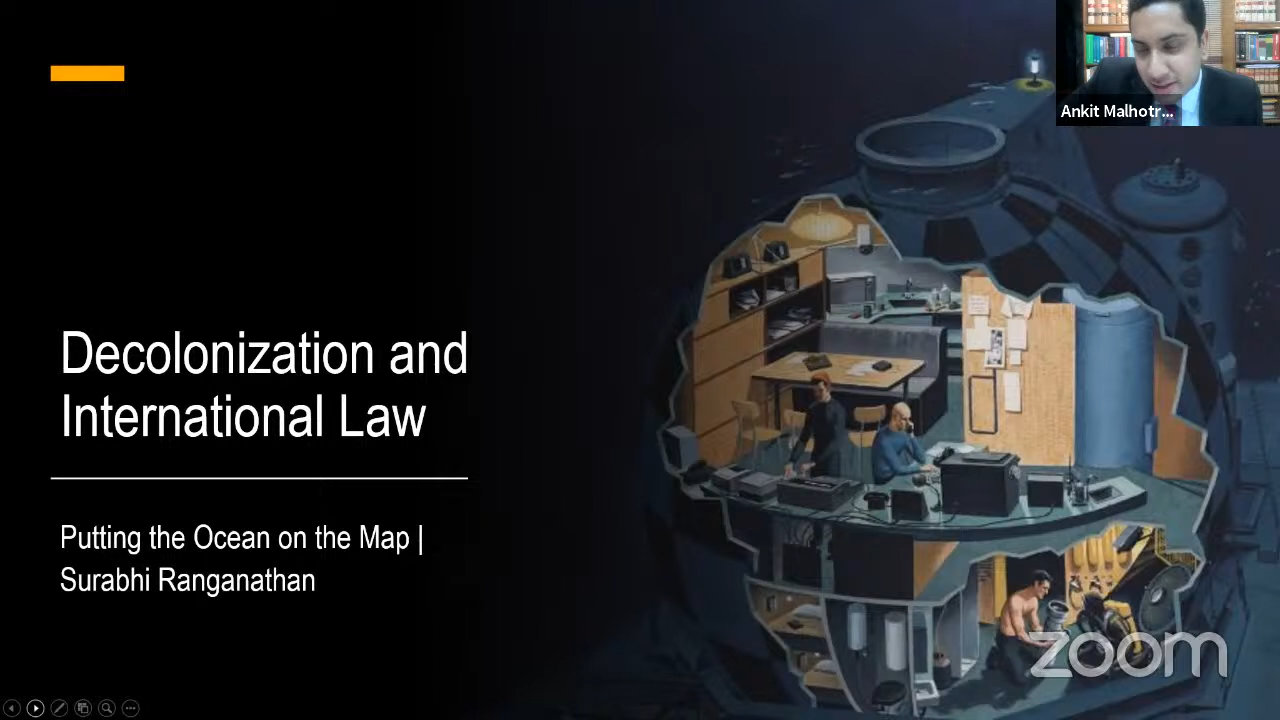 Ankit Malhotr...
Decolonization and
International Law
Putting the Ocean on the Map |
Surabhi Ranganathan
zoom